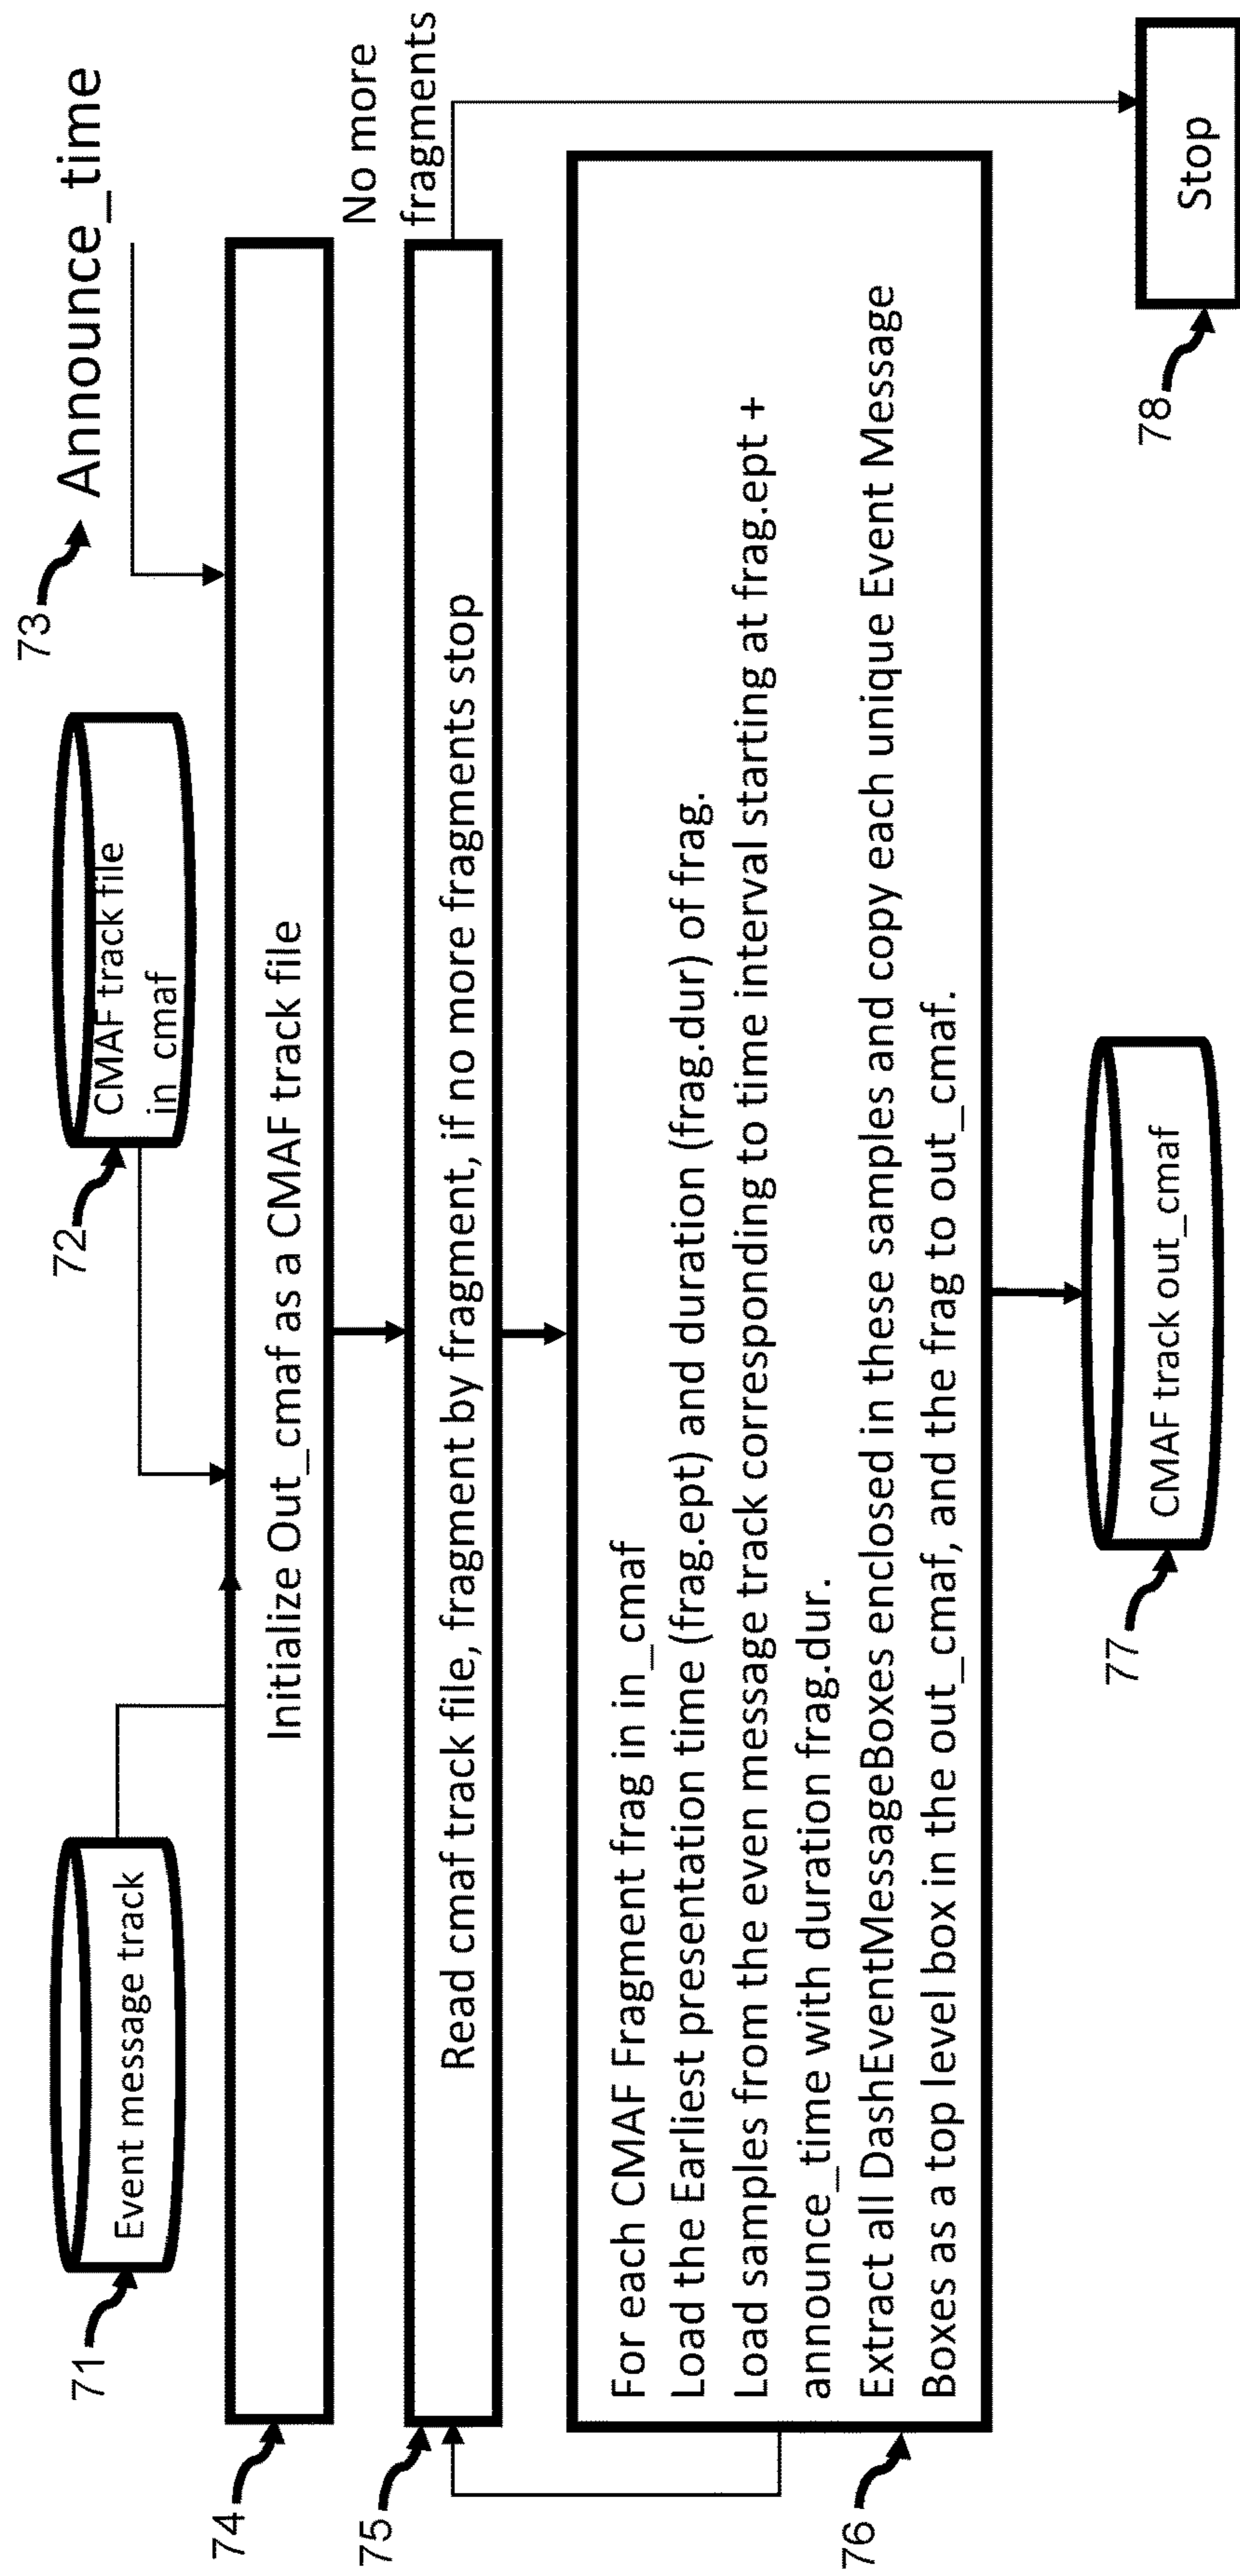 71
Event message track
72
CMAF track file
in_cmaf
73
Announce_time
74
Initialize Out_cmaf as a CMAF track file
No more
fragments
75
Read cmaf track file, fragment by fragment, if no more fragments stop
76
For each CMAF Fragment frag in in_cmaf
Load the Earliest presentation time (frag.ept) and duration (frag.dur) of frag.
Load samples from the even message track corresponding to time interval starting at frag.ept +
announce_time with duration frag.dur.
Extract all DashEventMessageBoxes enclosed in these samples and copy each unique Event Message
Boxes as a top level box in the out_cmaf, and the frag to out_cmaf.
77
CMAF track out_cmaf
78
Stop